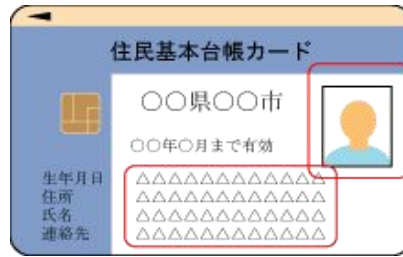 住民基本台帳カード
〇〇県〇〇市
〇〇年〇月まで有効
生年月日 △△△△△△△△△△△△
住所 △△△△△△△△△△△△
氏名 △△△△△△△△△△△△
連絡先 △△△△△△△△△△△△